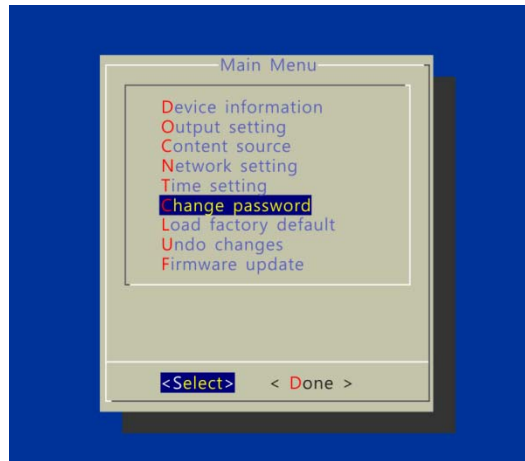 Main Menu
Device information
Output setting
Content source
Network setting
Time setting
Change password
Load factory default
Undo changes
Firmware update
<Select> < Done >